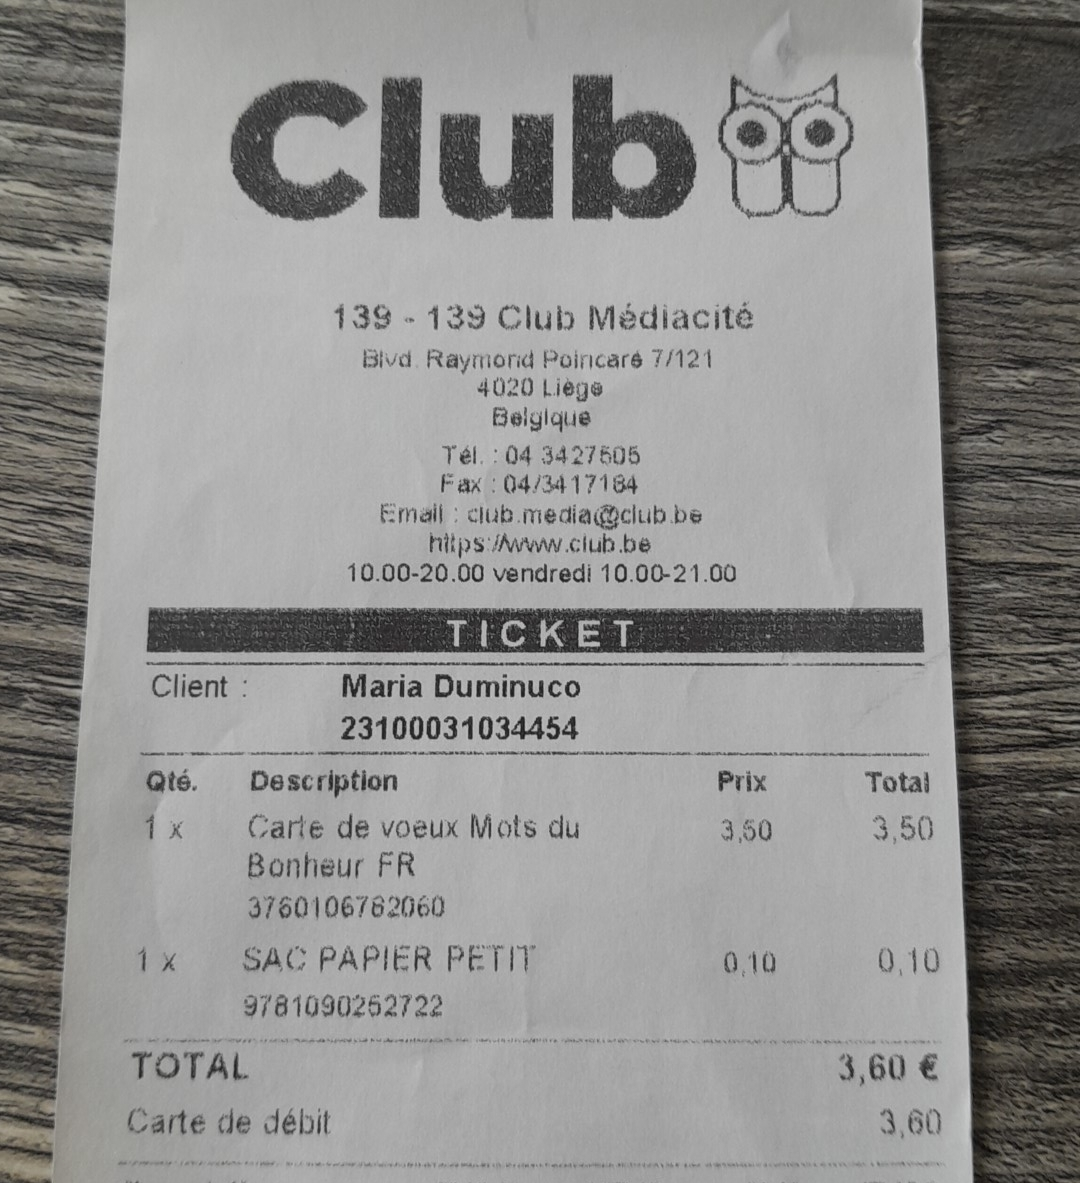 Club
139 - 139 Club Médiacité
Blvd. Raymond Poincaré 7/121
4020 Liège
Belgique
Tél. : 04 3427505
Fax : 04/3417184
Email : club.media@club.be
https://www.club.be
10.00-20.00 vendredi 10.00-21.00
TICKET
Client : Maria Duminuco
23100031034454
Qté. Description Prix Total
1 x Carte de voeux Mots du 3,50 3,50
Bonheur FR
3760106762060
1 x SAC PAPIER PETIT 0,10 0,10
9781090252722
TOTAL 3,60 €
Carte de débit 3,60